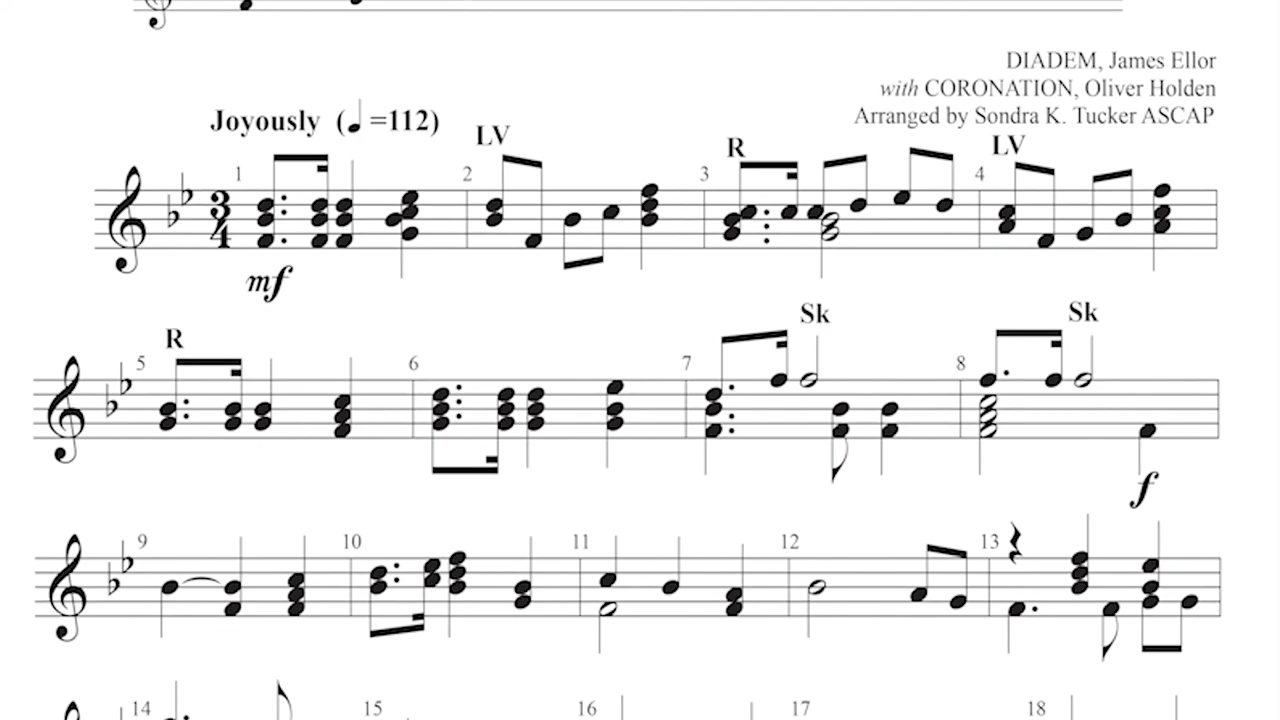 DIADEM, James Ellor
with CORONATION, Oliver Holden
Arranged by Sondra K. Tucker ASCAP
Joyously (♩=112)
LV
R
LV
1 2 3 4
3
4
mf
R
Sk
Sk
5 6 7 8
f
9 10 11 12 13
14 15 16 17 18